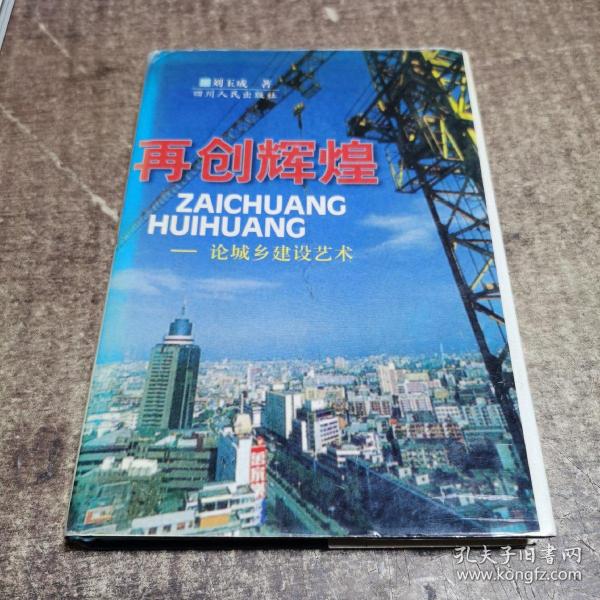 刘玉成 著
四川人民出版社
再创辉煌
ZAICHUANG
HUIHUANG
— 论城乡建设艺术
孔夫子旧书网
www.kongfz.com